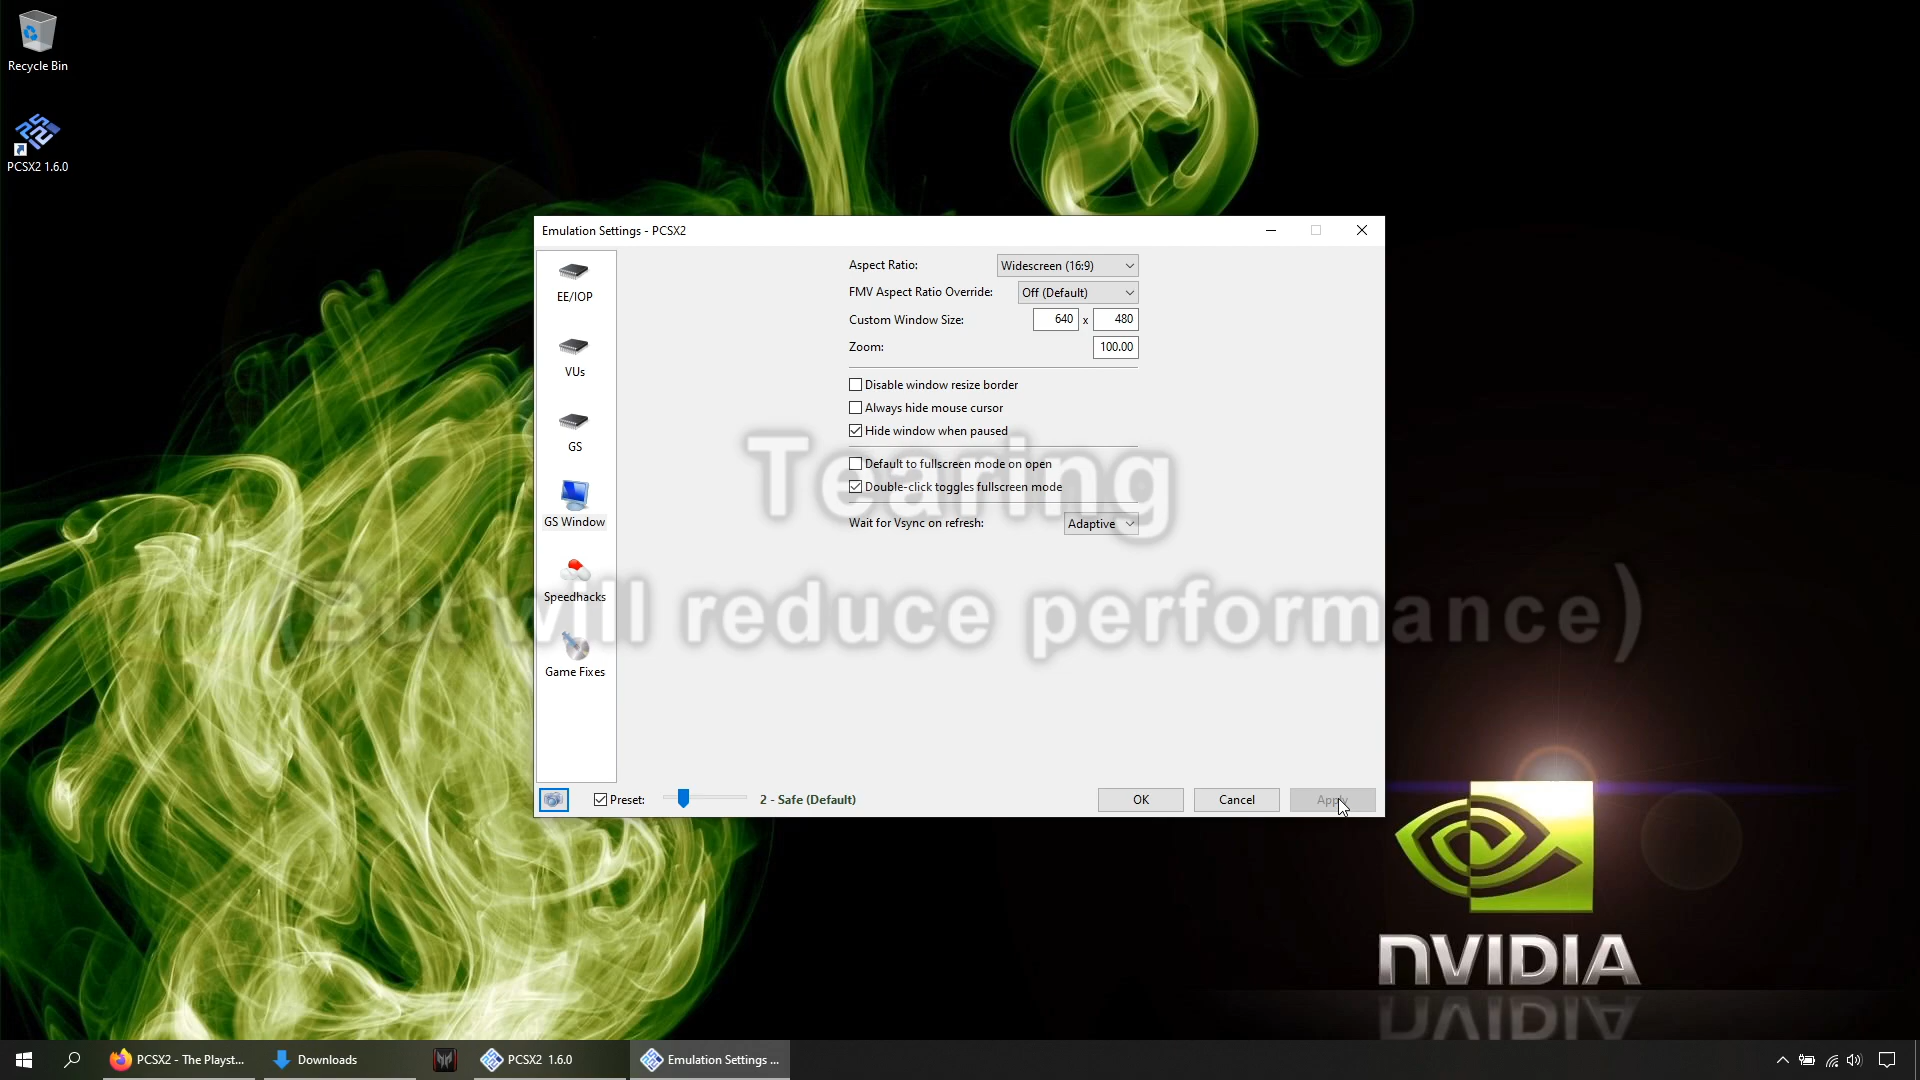 Recycle Bin
PCSX2 1.6.0
Emulation Settings - PCSX2
EE/IOP
VUs
GS
GS Window
Speedhacks
Game Fixes
Aspect Ratio: Widescreen (16:9)
FMV Aspect Ratio Override: Off (Default)
Custom Window Size: 640 x 480
Zoom: 100.00
Disable window resize border
Always hide mouse cursor
Hide window when paused
Default to fullscreen mode on open
Double-click toggles fullscreen mode
Wait for Vsync on refresh: Adaptive
Tearing
(But will reduce performance)
Preset: 2 - Safe (Default)
OK Cancel Apply
NVIDIA
PCSX2 - The Playst... Downloads PCSX2 1.6.0 Emulation Settings ...